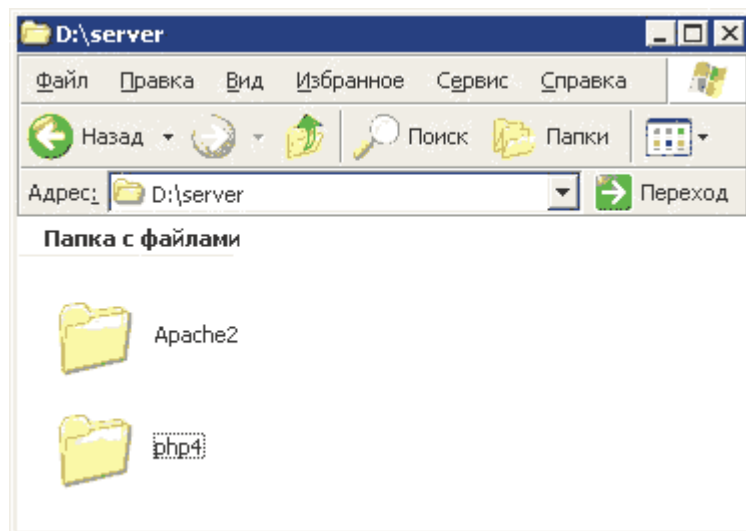 D:\server
Файл Правка Вид Избранное Сервис Справка
Назад Поиск Папки
Адрес: D:\server Переход
Папка с файлами
Apache2
php4